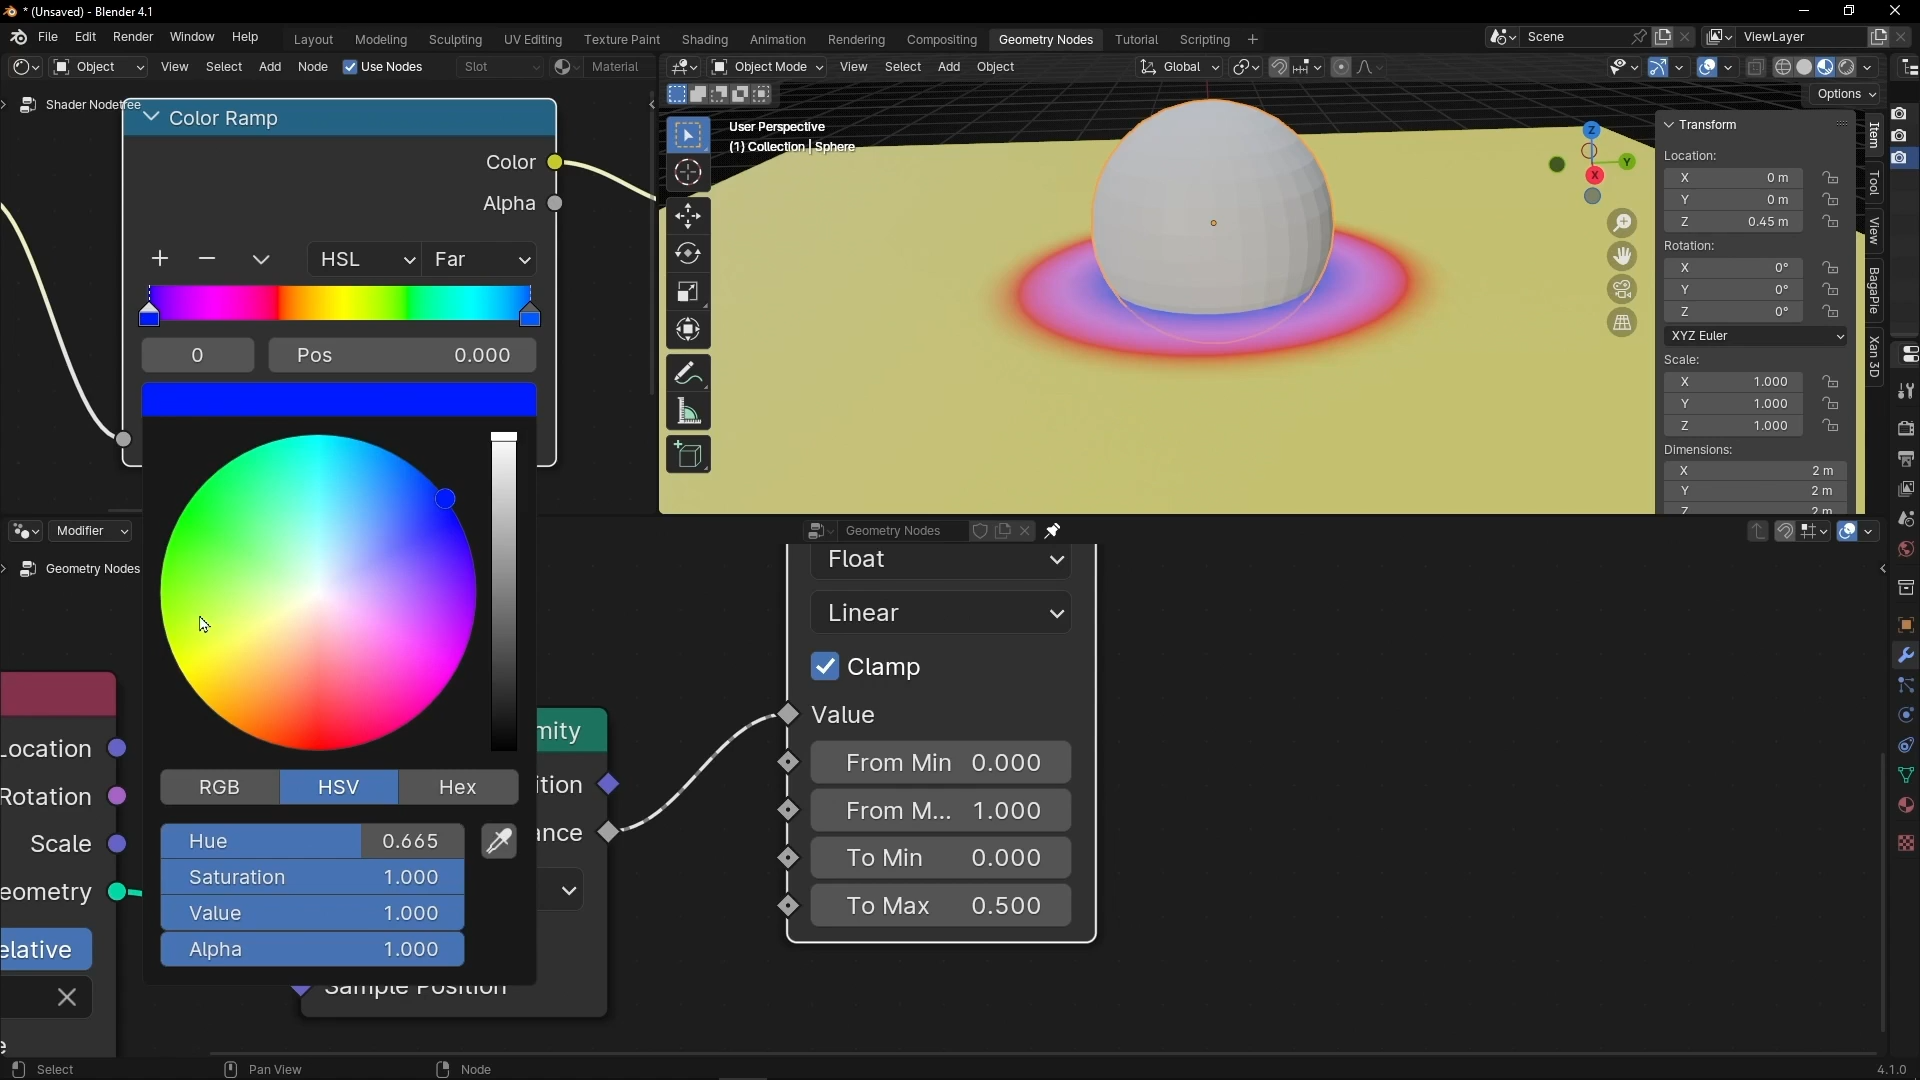 * (Unsaved) - Blender 4.1
File Edit Render Window Help Layout Modeling Sculpting UV Editing Texture Paint Shading Animation Rendering Compositing Geometry Nodes Tutorial Scripting + Scene ViewLayer
Object View Select Add Node Use Nodes Slot Material
Object Mode View Select Add Object Global
Options
Shader Nodetree
Color Ramp
Color
Alpha
HSL Far
0 Pos 0.000
User Perspective
(1) Collection | Sphere
Z
Y
X
Transform
Location:
X 0 m
Y 0 m
Z 0.45 m
Rotation:
X 0°
Y 0°
Z 0°
XYZ Euler
Scale:
X 1.000
Y 1.000
Z 1.000
Dimensions:
X 2 m
Y 2 m
Z 2 m
Item
Tool
View
BagaPie
Xan 3D
Modifier
Geometry Nodes
Geometry Nodes
RGB HSV Hex
Hue 0.665
Saturation 1.000
Value 1.000
Alpha 1.000
Location
Rotation
Scale
eometry
elative
e
mity
ition
ance
Sample Position
Float
Linear
Clamp
Value
From Min 0.000
From M... 1.000
To Min 0.000
To Max 0.500
Select Pan View Node 4.1.0